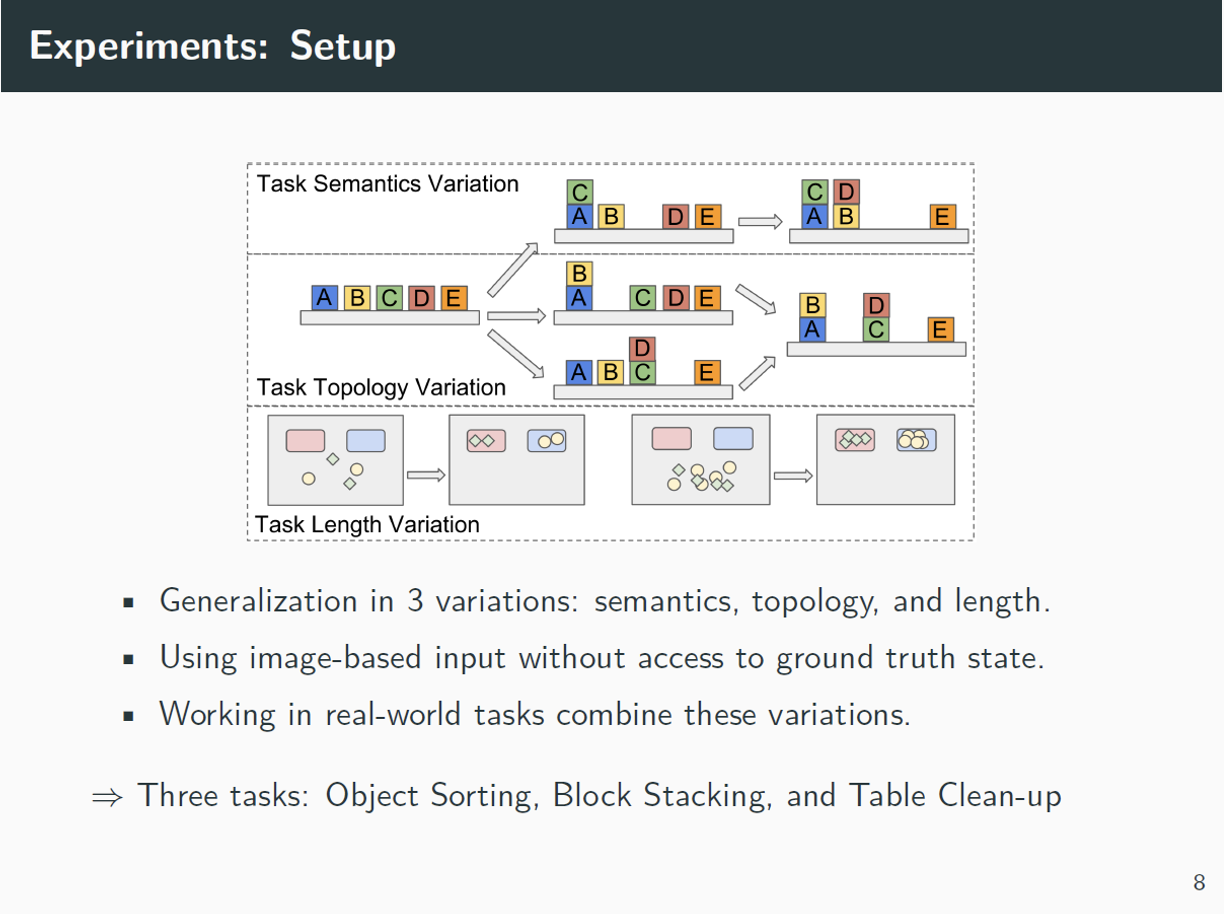 Experiments: Setup
Task Semantics Variation
C
A B D E
C D
A B E
A B C D E
B
A C D E
D
A B C E
B D
A C E
Task Topology Variation
Task Length Variation
▪ Generalization in 3 variations: semantics, topology, and length.
▪ Using image-based input without access to ground truth state.
▪ Working in real-world tasks combine these variations.
⇒ Three tasks: Object Sorting, Block Stacking, and Table Clean-up
8